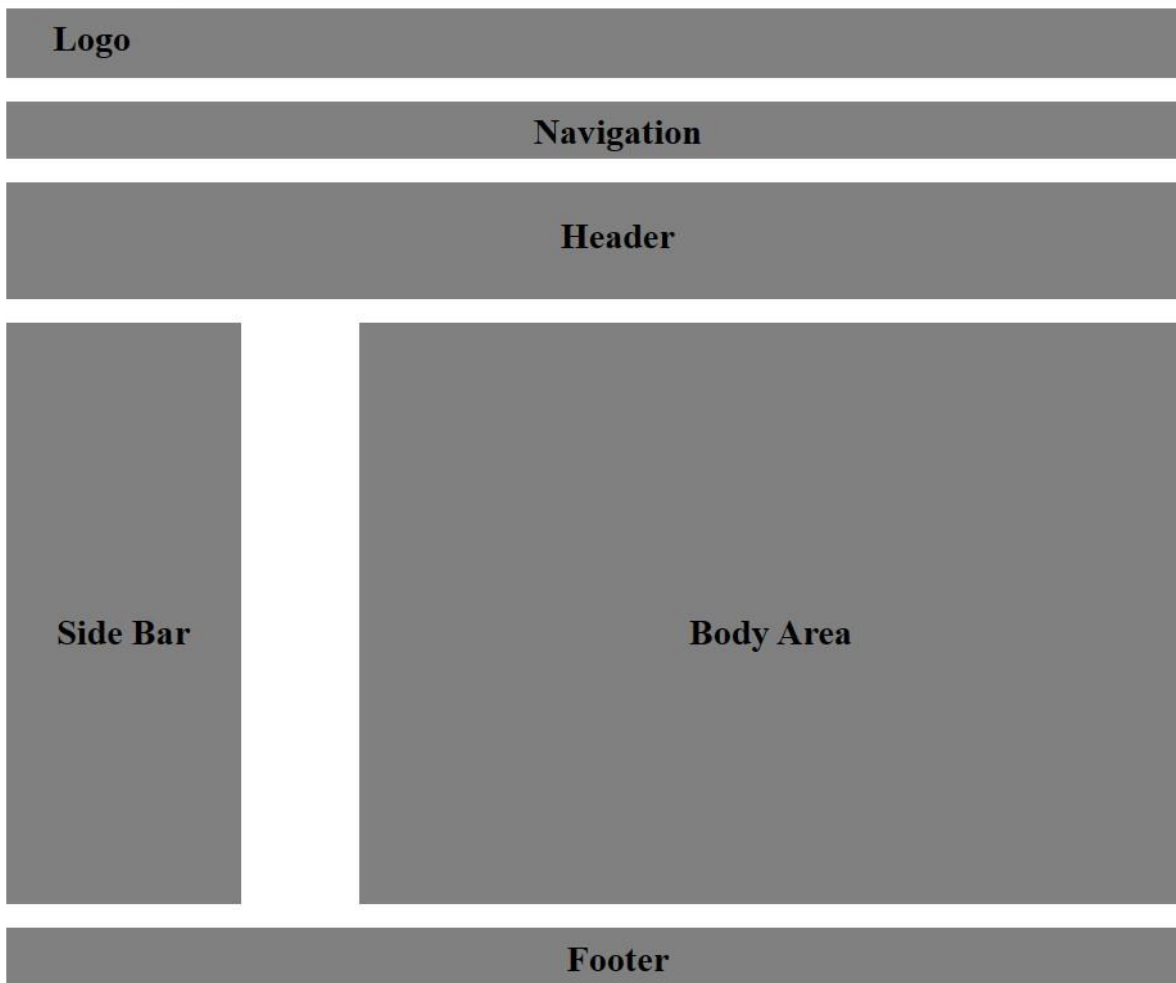 Logo
Navigation
Header
Side Bar
Body Area
Footer